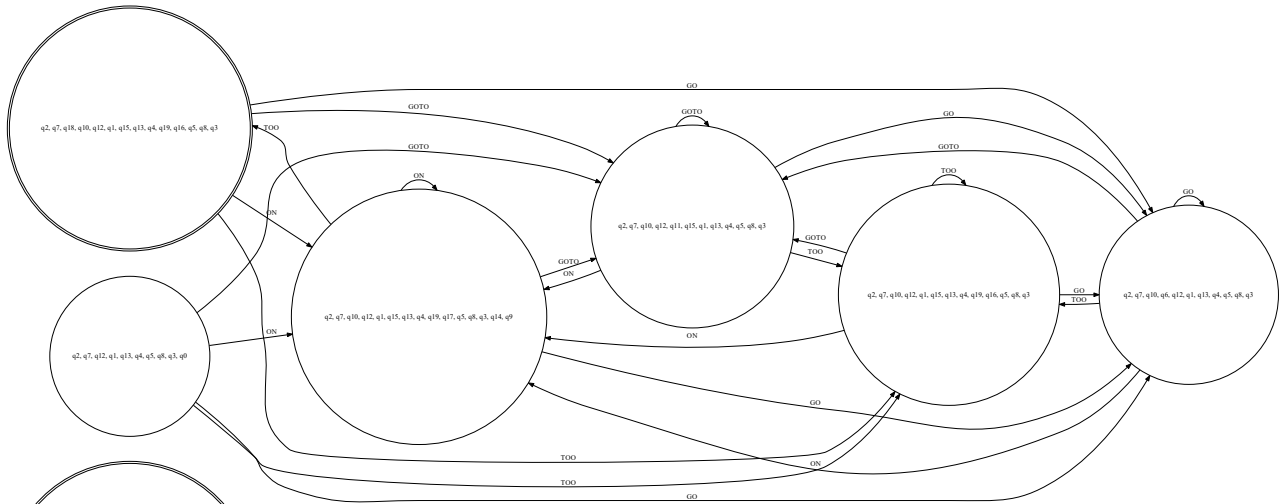 GO
GOTO
GOTO
TOO
q2, q7, q18, q10, q12, q1, q15, q13, q4, q19, q16, q5, q8, q3
GO
GOTO
GOTO
TOO
ON
GO
ON
q2, q7, q10, q12, q11, q15, q1, q13, q4, q5, q8, q3
GOTO
TOO
GOTO
ON
q2, q7, q10, q12, q1, q15, q13, q4, q19, q16, q5, q8, q3
GO
TOO
q2, q7, q10, q6, q12, q1, q13, q4, q5, q8, q3
q2, q7, q10, q12, q1, q15, q13, q4, q19, q17, q5, q8, q3, q14, q9
ON
ON
q2, q7, q12, q1, q13, q4, q5, q8, q3, q0
GO
TOO
ON
TOO
GO